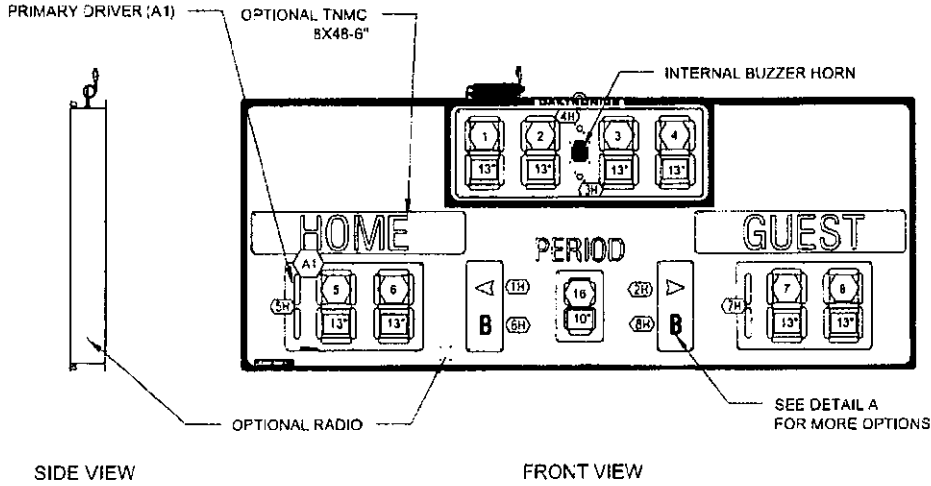 PRIMARY DRIVER (A1)
OPTIONAL TNMC
8X48-6"
INTERNAL BUZZER HORN
DAKTRONICS
4H
1 2 3 4
13" 13" 13" 13"
3H
HOME
GUEST
PERIOD
A1
5 6
5H
13" 13"
1H
6H
B
16
10"
2H
8H
B
7 8
7H
13" 13"
OPTIONAL RADIO
SEE DETAIL A
FOR MORE OPTIONS
SIDE VIEW
FRONT VIEW